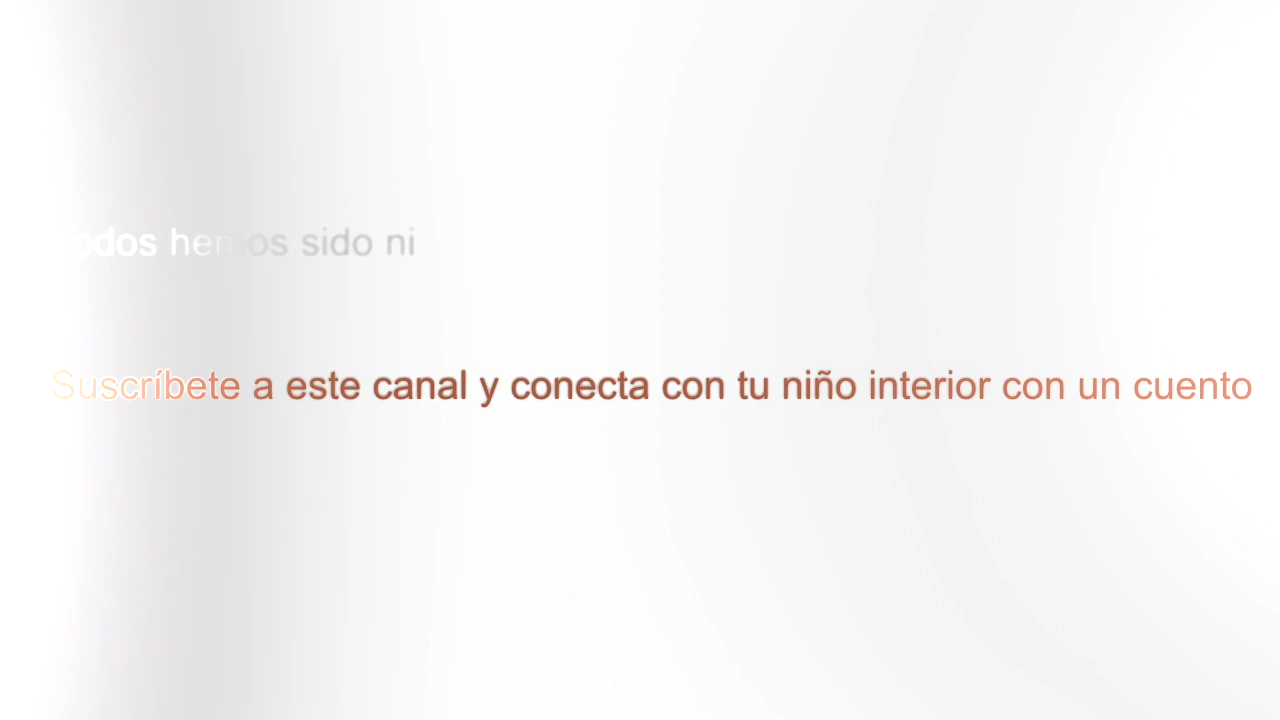 Todos hemos sido ni
Suscríbete a este canal y conecta con tu niño interior con un cuento